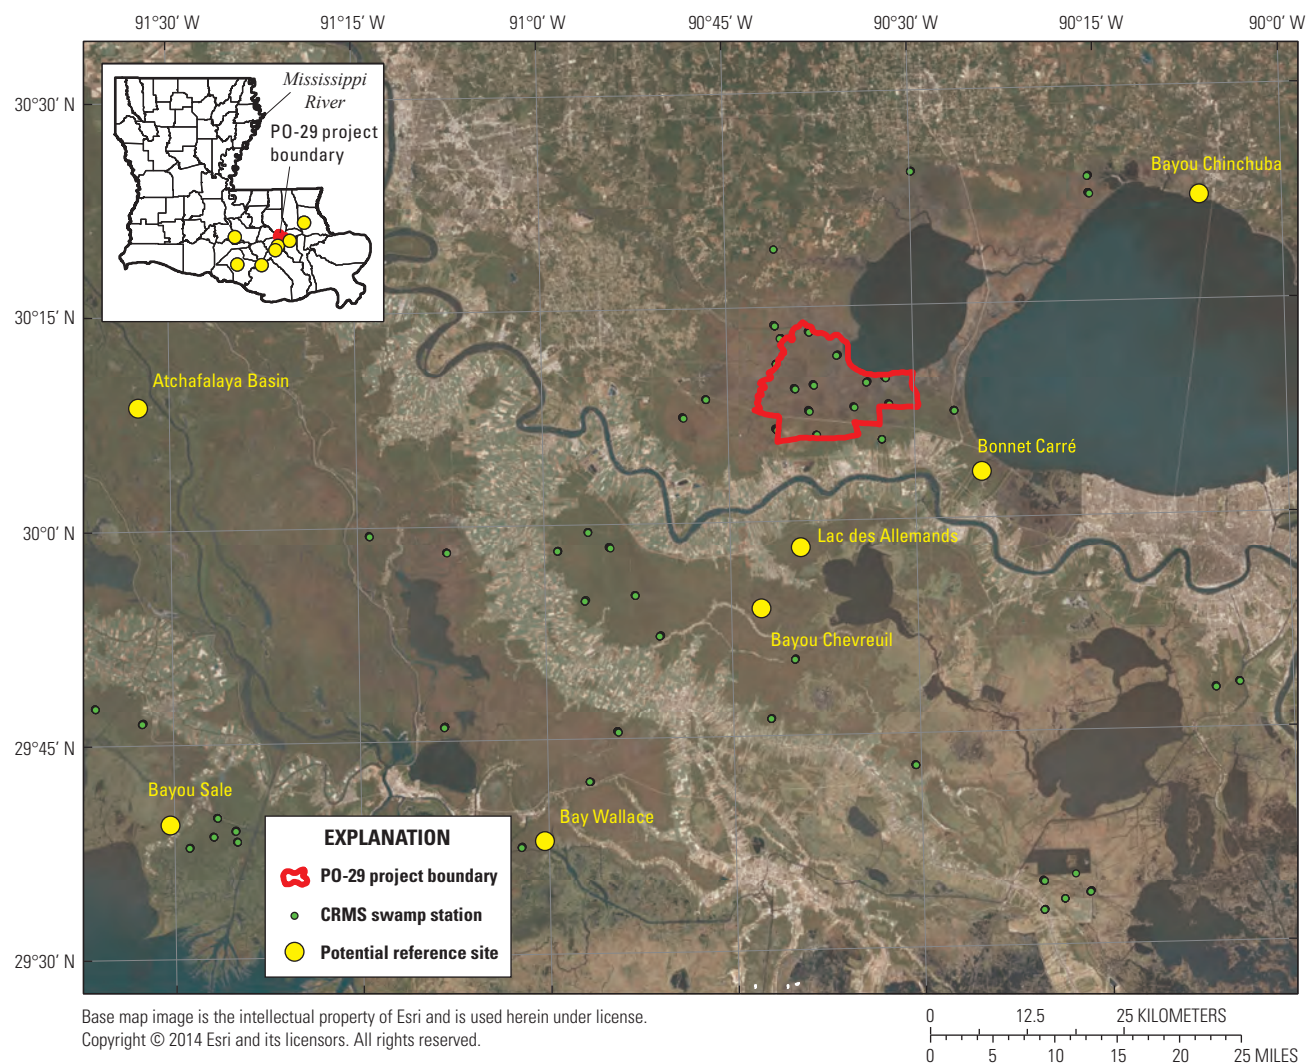 91°30′ W 91°15′ W 91°0′ W 90°45′ W 90°30′ W 90°15′ W 90°0′ W
30°30′ N
30°15′ N
30°0′ N
29°45′ N
29°30′ N
Mississippi
River
PO-29 project
boundary
Bayou Chinchuba
Atchafalaya Basin
Bonnet Carré
Lac des Allemands
Bayou Chevreuil
Bayou Sale
Bay Wallace
EXPLANATION
PO-29 project boundary
CRMS swamp station
Potential reference site
Base map image is the intellectual property of Esri and is used herein under license.
Copyright © 2014 Esri and its licensors. All rights reserved.
0 12.5 25 KILOMETERS
0 5 10 15 20 25 MILES